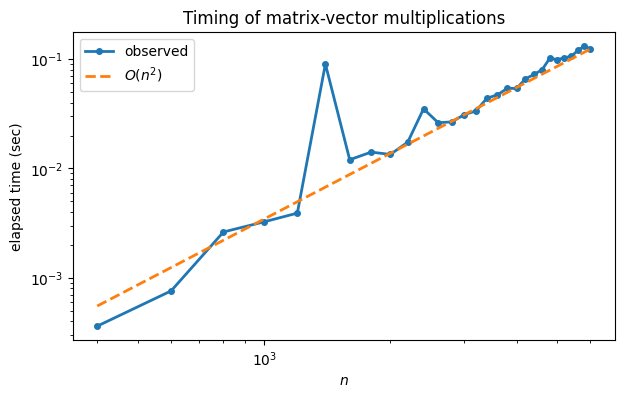 Timing of matrix-vector multiplications
observed
O(n²)
elapsed time (sec)
10⁻¹
10⁻²
10⁻³
10³
n